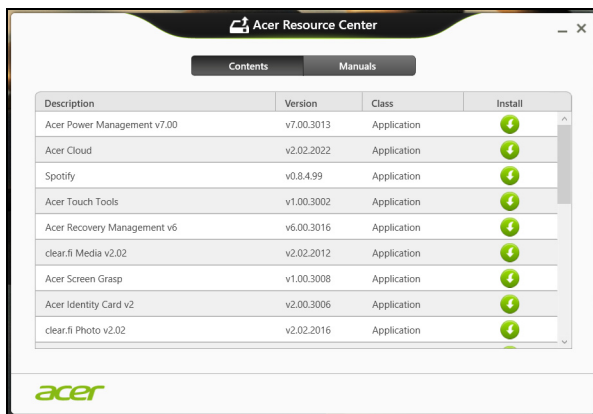 Acer Resource Center
Contents Manuals
Description Version Class Install
Acer Power Management v7.00 v7.00.3013 Application
Acer Cloud v2.02.2022 Application
Spotify v0.8.4.99 Application
Acer Touch Tools v1.00.3002 Application
Acer Recovery Management v6 v6.00.3016 Application
clear.fi Media v2.02 v2.02.2012 Application
Acer Screen Grasp v1.00.3008 Application
Acer Identity Card v2 v2.00.3006 Application
clear.fi Photo v2.02 v2.02.2016 Application
acer